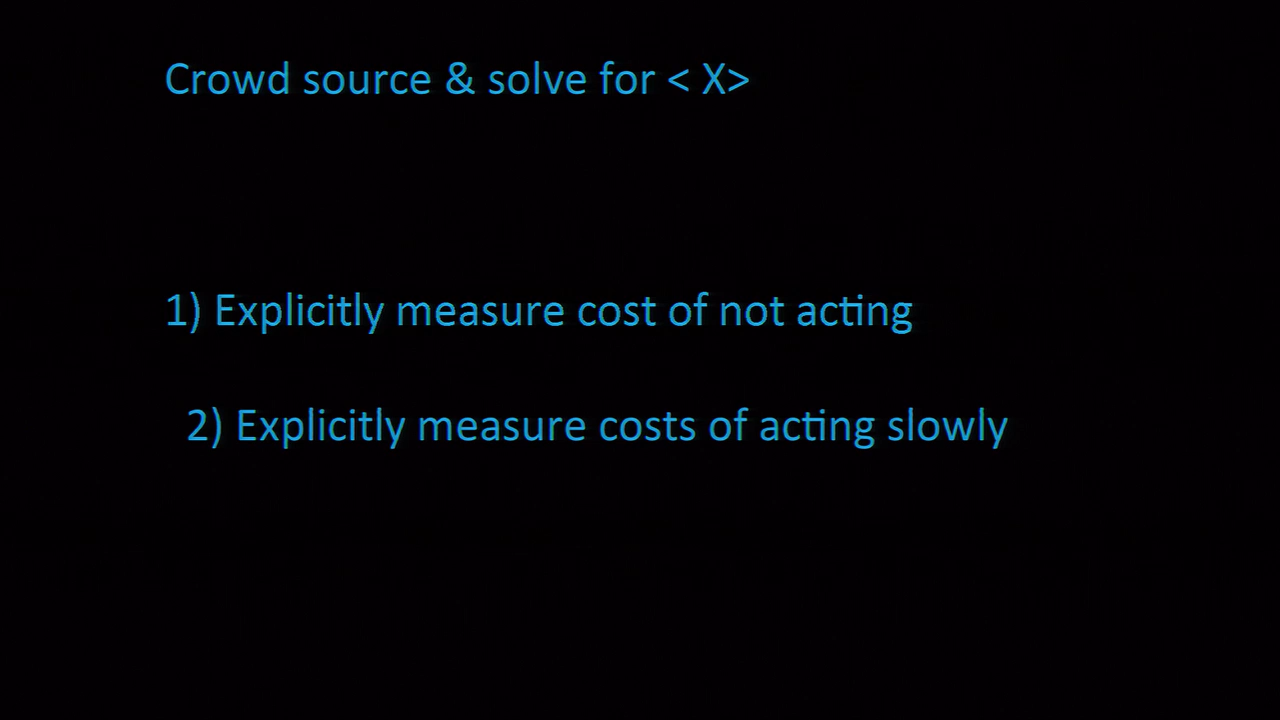 Crowd source & solve for < X>
1) Explicitly measure cost of not acting
2) Explicitly measure costs of acting slowly